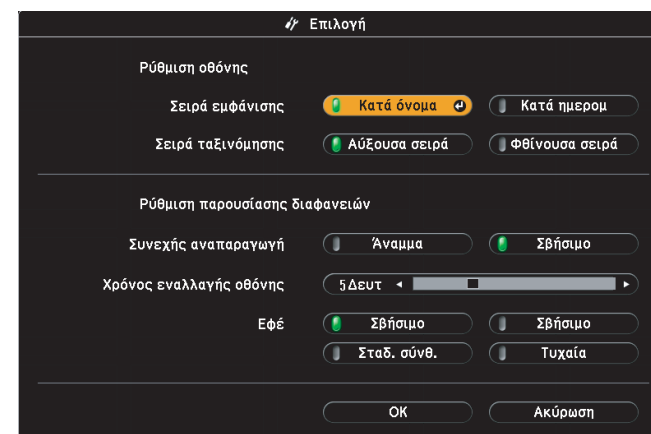 Επιλογή
Ρύθμιση οθόνης
Σειρά εμφάνισης Κατά όνομα Κατά ημερομ
Σειρά ταξινόμησης Αύξουσα σειρά Φθίνουσα σειρά
Ρύθμιση παρουσίασης διαφανειών
Συνεχής αναπαραγωγή Άναμμα Σβήσιμο
Χρόνος εναλλαγής οθόνης 5Δευτ
Εφέ Σβήσιμο Σβήσιμο
Σταδ. σύνθ. Τυχαία
OK Ακύρωση